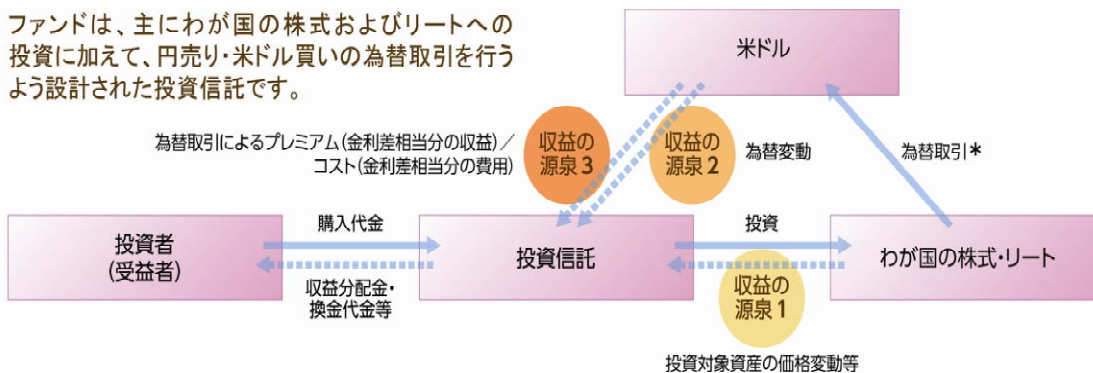 ファンドは、主にわが国の株式およびリートへの
投資に加えて、円売り・米ドル買いの為替取引を行う
よう設計された投資信託です。
米ドル
為替取引によるプレミアム(金利差相当分の収益)/
コスト(金利差相当分の費用)
収益の
源泉3
収益の
源泉2
為替変動
為替取引*
投資者
(受益者)
購入代金
収益分配金・
換金代金等
投資信託
投資
収益の
源泉1
わが国の株式・リート
投資対象資産の価格変動等